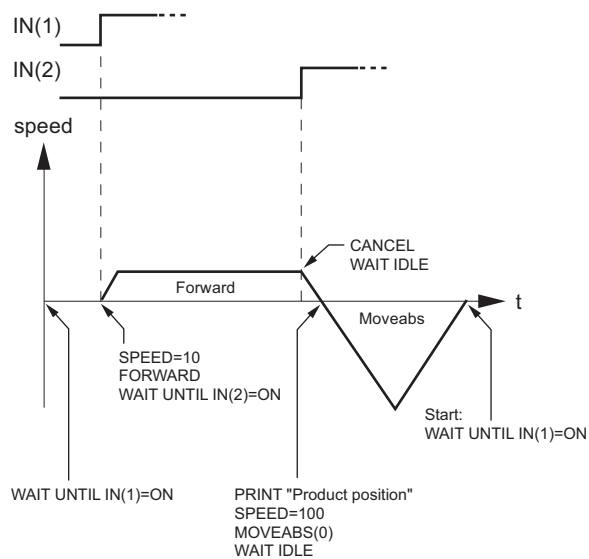 IN(1)
IN(2)
speed
CANCEL
WAIT IDLE
Forward
t
Moveabs
SPEED=10
FORWARD
WAIT UNTIL IN(2)=ON
Start:
WAIT UNTIL IN(1)=ON
WAIT UNTIL IN(1)=ON
PRINT "Product position"
SPEED=100
MOVEABS(0)
WAIT IDLE